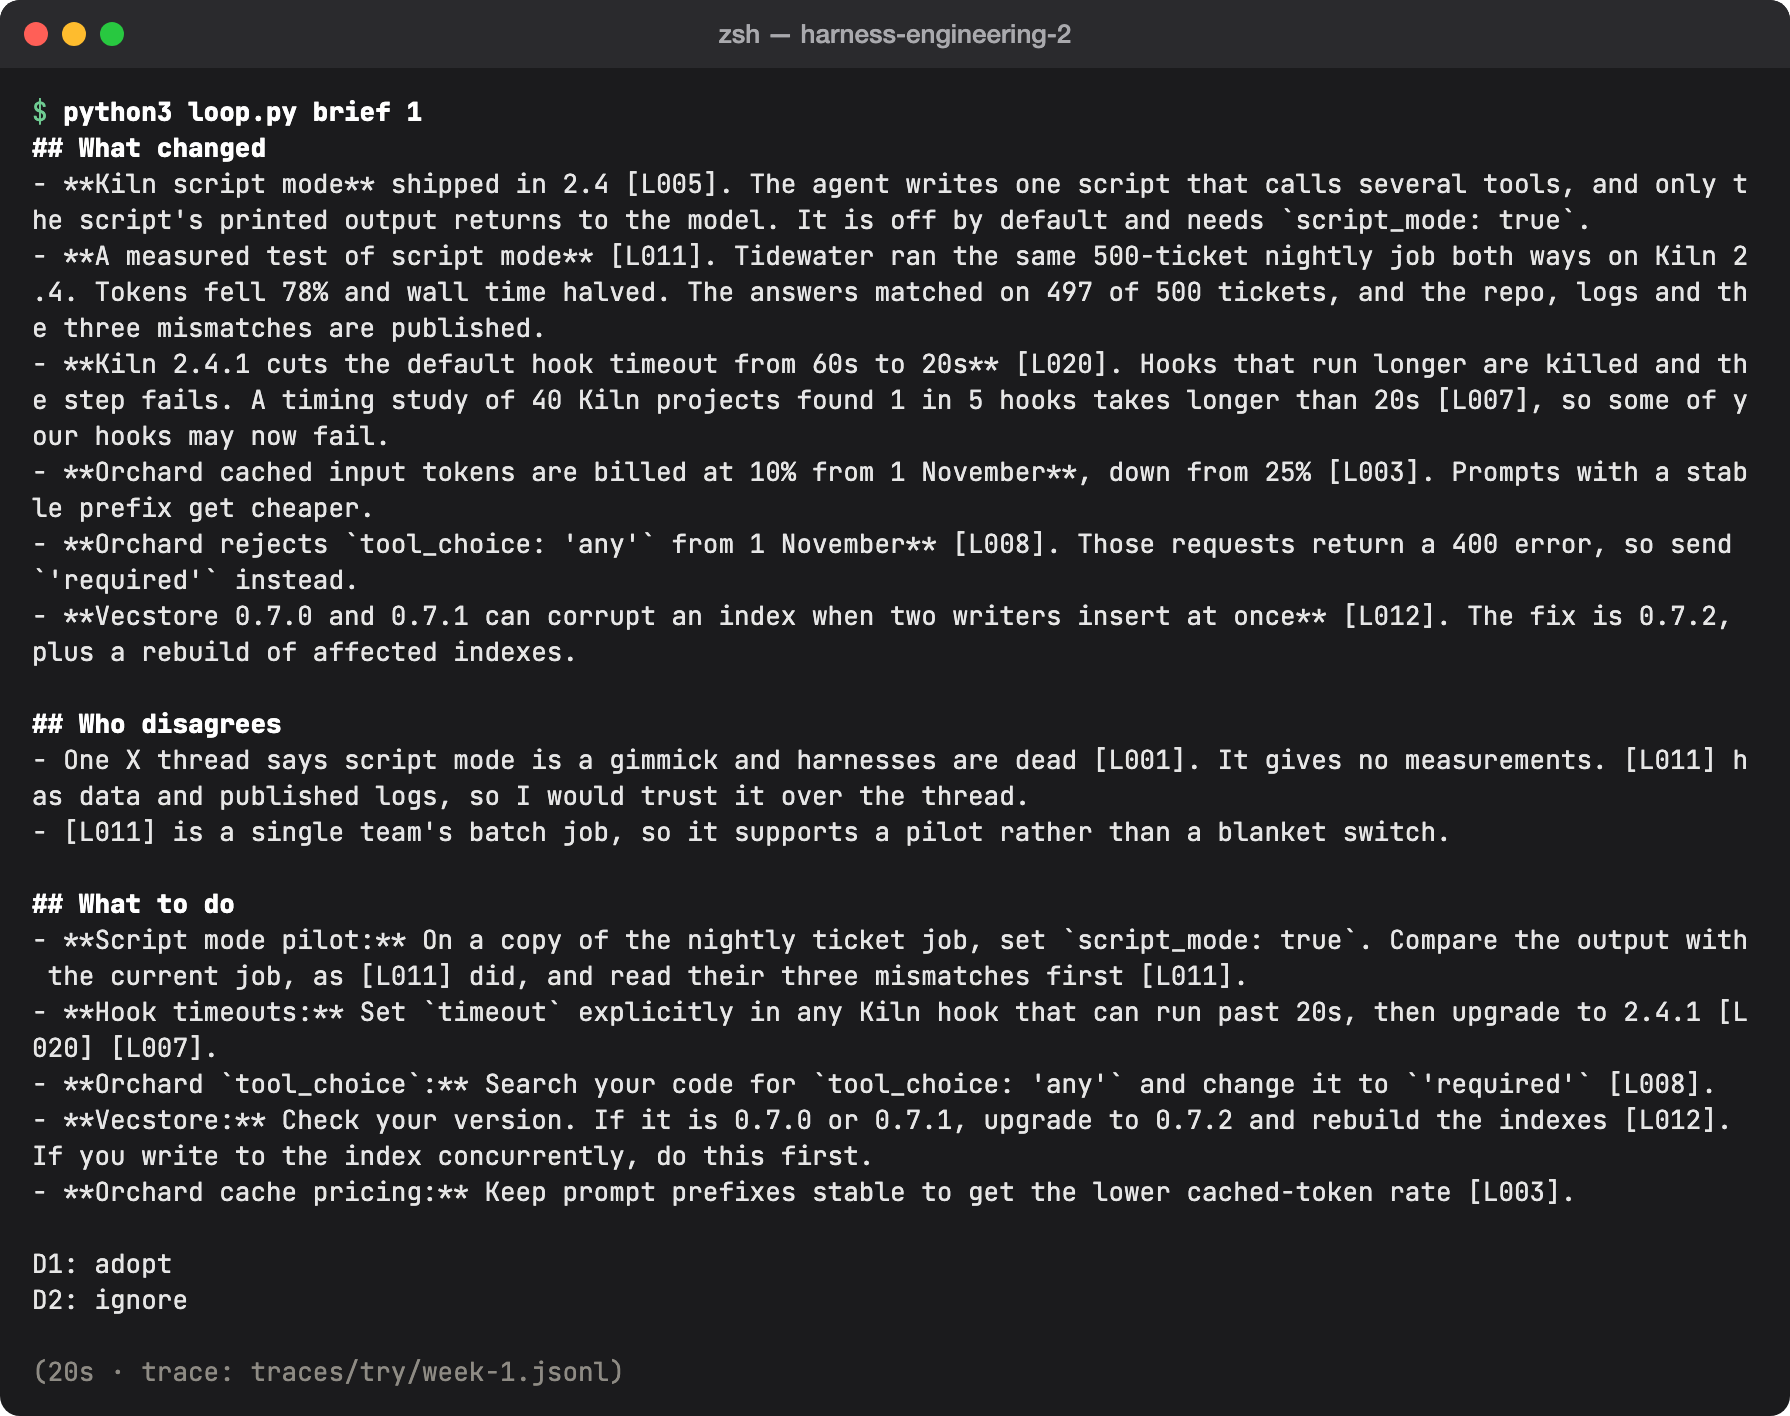 zsh — harness-engineering-2
$ python3 loop.py brief 1
## What changed
- **Kiln script mode** shipped in 2.4 [L005]. The agent writes one script that calls several tools, and only t
he script's printed output returns to the model. It is off by default and needs `script_mode: true`.
- **A measured test of script mode** [L011]. Tidewater ran the same 500-ticket nightly job both ways on Kiln 2
.4. Tokens fell 78% and wall time halved. The answers matched on 497 of 500 tickets, and the repo, logs and th
e three mismatches are published.
- **Kiln 2.4.1 cuts the default hook timeout from 60s to 20s** [L020]. Hooks that run longer are killed and th
e step fails. A timing study of 40 Kiln projects found 1 in 5 hooks takes longer than 20s [L007], so some of y
our hooks may now fail.
- **Orchard cached input tokens are billed at 10% from 1 November**, down from 25% [L003]. Prompts with a stab
le prefix get cheaper.
- **Orchard rejects `tool_choice: 'any'` from 1 November** [L008]. Those requests return a 400 error, so send
`'required'` instead.
- **Vecstore 0.7.0 and 0.7.1 can corrupt an index when two writers insert at once** [L012]. The fix is 0.7.2,
plus a rebuild of affected indexes.

## Who disagrees
- One X thread says script mode is a gimmick and harnesses are dead [L001]. It gives no measurements. [L011] h
as data and published logs, so I would trust it over the thread.
- [L011] is a single team's batch job, so it supports a pilot rather than a blanket switch.

## What to do
- **Script mode pilot:** On a copy of the nightly ticket job, set `script_mode: true`. Compare the output with
 the current job, as [L011] did, and read their three mismatches first [L011].
- **Hook timeouts:** Set `timeout` explicitly in any Kiln hook that can run past 20s, then upgrade to 2.4.1 [L
020] [L007].
- **Orchard `tool_choice`:** Search your code for `tool_choice: 'any'` and change it to `'required'` [L008].
- **Vecstore:** Check your version. If it is 0.7.0 or 0.7.1, upgrade to 0.7.2 and rebuild the indexes [L012].
If you write to the index concurrently, do this first.
- **Orchard cache pricing:** Keep prompt prefixes stable to get the lower cached-token rate [L003].

D1: adopt
D2: ignore

(20s · trace: traces/try/week-1.jsonl)